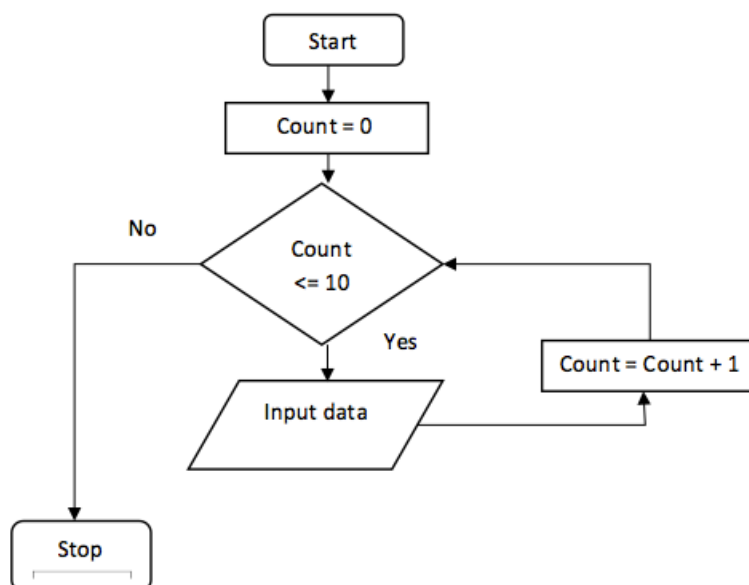 Start
Count = 0
No
Count
<= 10
Yes
Count = Count + 1
Input data
Stop